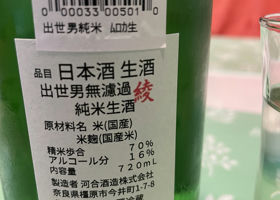 00033 00501 0
出世男純米 ムロカ生
品目 日本酒 生酒
出世男無濾過 綾
純米生酒
原材料名 米(国産)
米麹(国産米)
精米歩合 70%
アルコール分 16%
内容量 720mL
製造者 河合酒造株式会社
奈良県橿原市今井町1-7-8